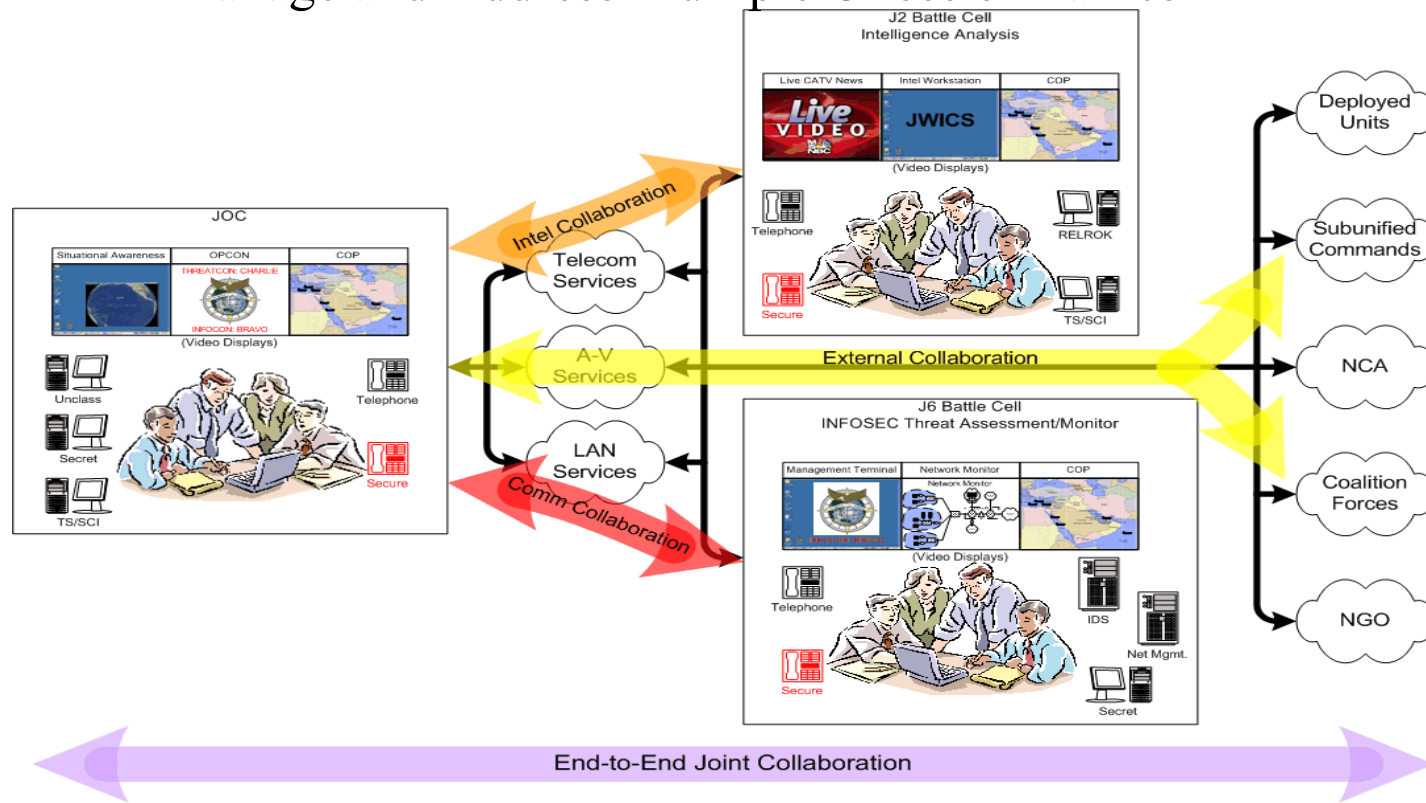 J2 Battle Cell
Intelligence Analysis
Live CATV News
Intel Workstation
COP
Live
VIDEO
NBC
JWICS
(Video Displays)
Telephone
Secure
RELROK
TS/SCI
JOC
Situational Awareness
OPCON
COP
THREATCON: CHARLIE
INFOCON: BRAVO
(Video Displays)
Unclass
Secret
TS/SCI
Telephone
Secure
Intel Collaboration
Telecom
Services
A-V
Services
LAN
Services
Comm Collaboration
External Collaboration
J6 Battle Cell
INFOSEC Threat Assessment/Monitor
Management Terminal
Network Monitor
COP
Network Monitor
INFOCON: BRAVO
(Video Displays)
Telephone
Secure
IDS
Net Mgmt.
Secret
Deployed
Units
Subunified
Commands
NCA
Coalition
Forces
NGO
End-to-End Joint Collaboration